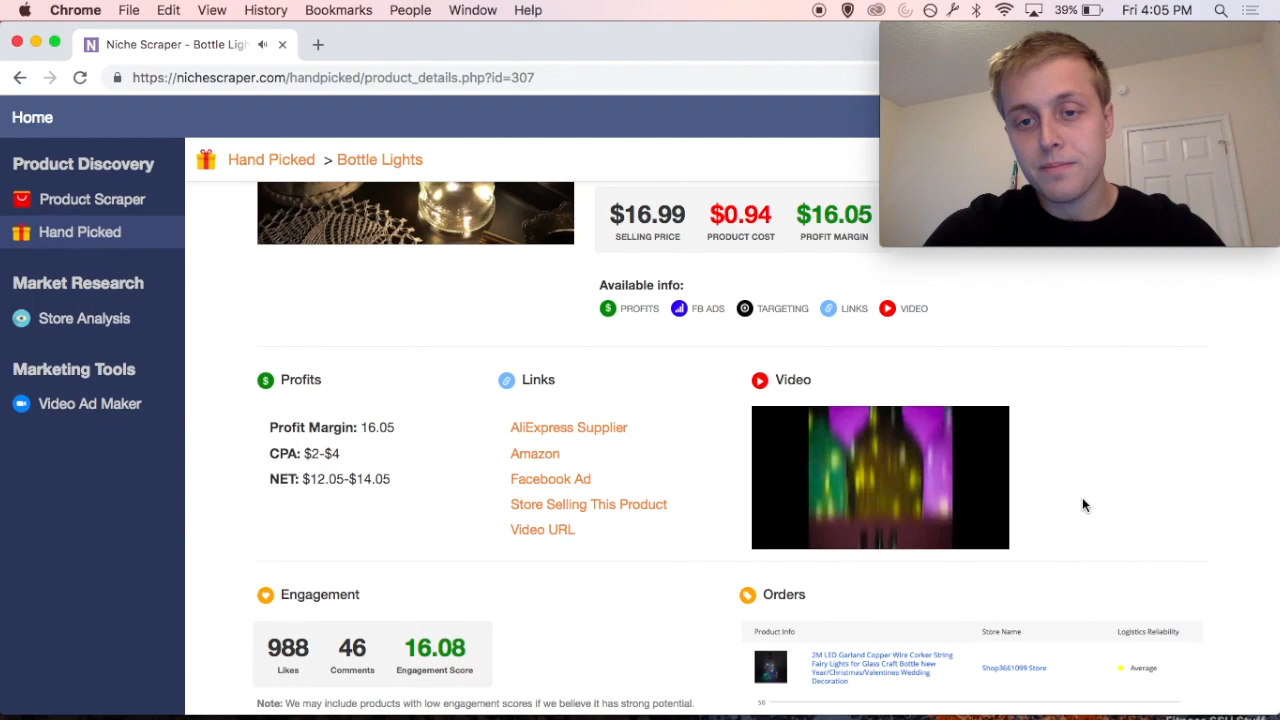 Chrome File Edit View History Bookmarks People Window Help 39% Fri 4:05 PM
Niche Scraper - Bottle Ligh
https://nichescraper.com/handpicked/product_details.php?id=307
Home
Product Discovery
Product Scraper
Hand Picked
Market Research
Store Analysis
Marketing Tools
Video Ad Maker
Hand Picked > Bottle Lights
$16.99 $0.94 $16.05
SELLING PRICE PRODUCT COST PROFIT MARGIN
Available info:
PROFITS FB ADS TARGETING LINKS VIDEO
Profits
Profit Margin: 16.05
CPA: $2-$4
NET: $12.05-$14.05
Links
AliExpress Supplier
Amazon
Facebook Ad
Store Selling This Product
Video URL
Video
Engagement
988 46 16.08
Likes Comments Engagement Score
Note: We may include products with low engagement scores if we believe it has strong potential.
Orders
Product Info Store Name Logistics Reliability
2M LED Garland Copper Wire Corker String
Fairy Lights for Glass Craft Bottle New
Year/Christmas/Valentines Wedding
Decoration
Shop3661099 Store
Average
50